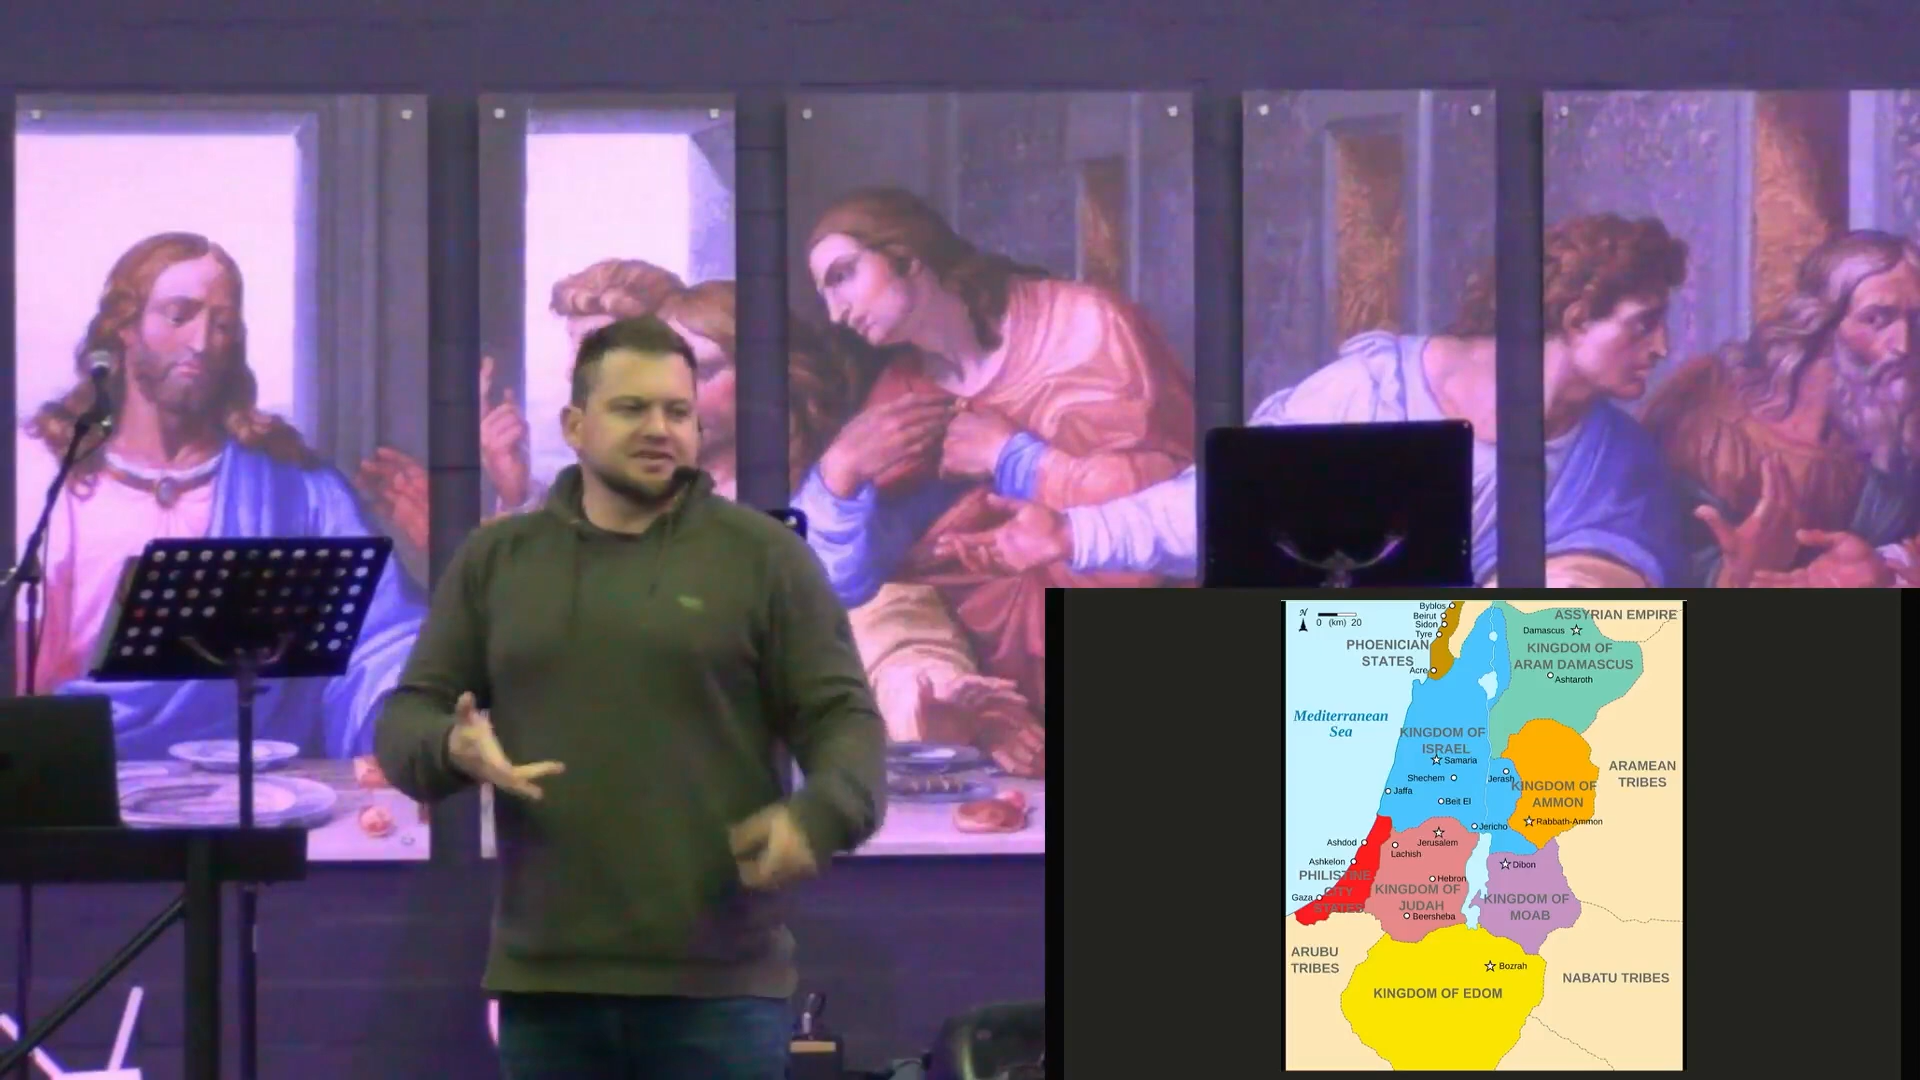 N
0 (km) 20
Byblos
Beirut
Sidon
Tyre
PHOENICIAN
STATES
Acre
ASSYRIAN EMPIRE
Damascus
KINGDOM OF
ARAM DAMASCUS
Ashtaroth
Mediterranean
Sea
KINGDOM OF
ISRAEL
Samaria
Shechem
Jerash
Jaffa
Beit El
KINGDOM OF
AMMON
ARAMEAN
TRIBES
Rabbath-Ammon
Jericho
Ashdod
Jerusalem
Lachish
Ashkelon
Dibon
PHILISTINE
CITY
STATES
Hebron
Gaza
KINGDOM OF
JUDAH
Beersheba
KINGDOM OF
MOAB
ARUBU
TRIBES
Bozrah
NABATU TRIBES
KINGDOM OF EDOM